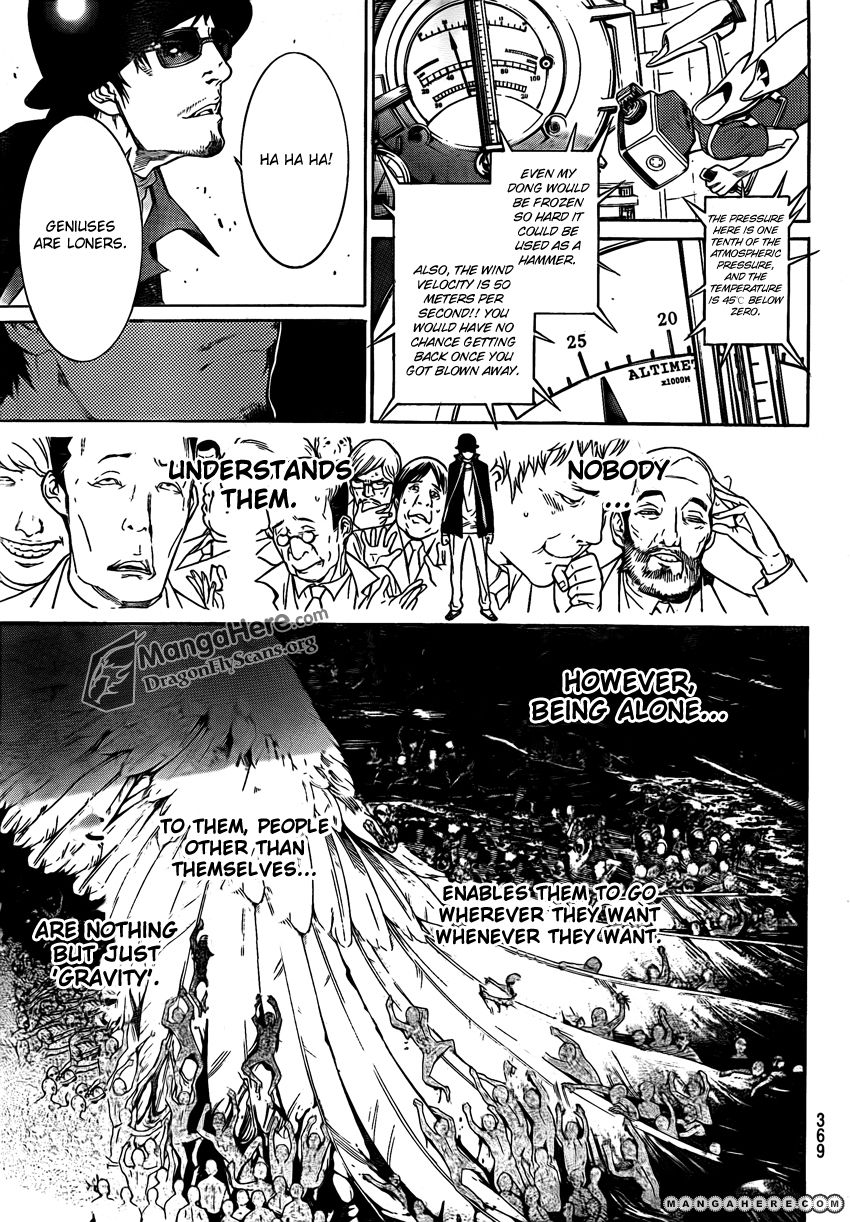 THE PRESSURE
HERE IS ONE
TENTH OF THE
ATMOSPHERIC
PRESSURE,
AND THE
TEMPERATURE
IS 45℃ BELOW
ZERO.
EVEN MY
DONG WOULD
BE FROZEN
SO HARD IT
COULD BE
USED AS A
HAMMER.
ALSO, THE WIND
VELOCITY IS 50
METERS PER
SECOND!! YOU
WOULD HAVE NO
CHANCE GETTING
BACK ONCE YOU
GOT BLOWN AWAY.
25
20
ALTIMET
x1000M
HA HA HA!
GENIUSES
ARE LONERS.
NOBODY
...
UNDERSTANDS
THEM.
MangaHere.com
DragonFlyScans.org
HOWEVER,
BEING ALONE...
ENABLES THEM TO GO
WHEREVER THEY WANT
WHENEVER THEY WANT.
TO THEM, PEOPLE
OTHER THAN
THEMSELVES...
ARE NOTHING
BUT JUST
'GRAVITY'.
369
MANGAHERE.COM